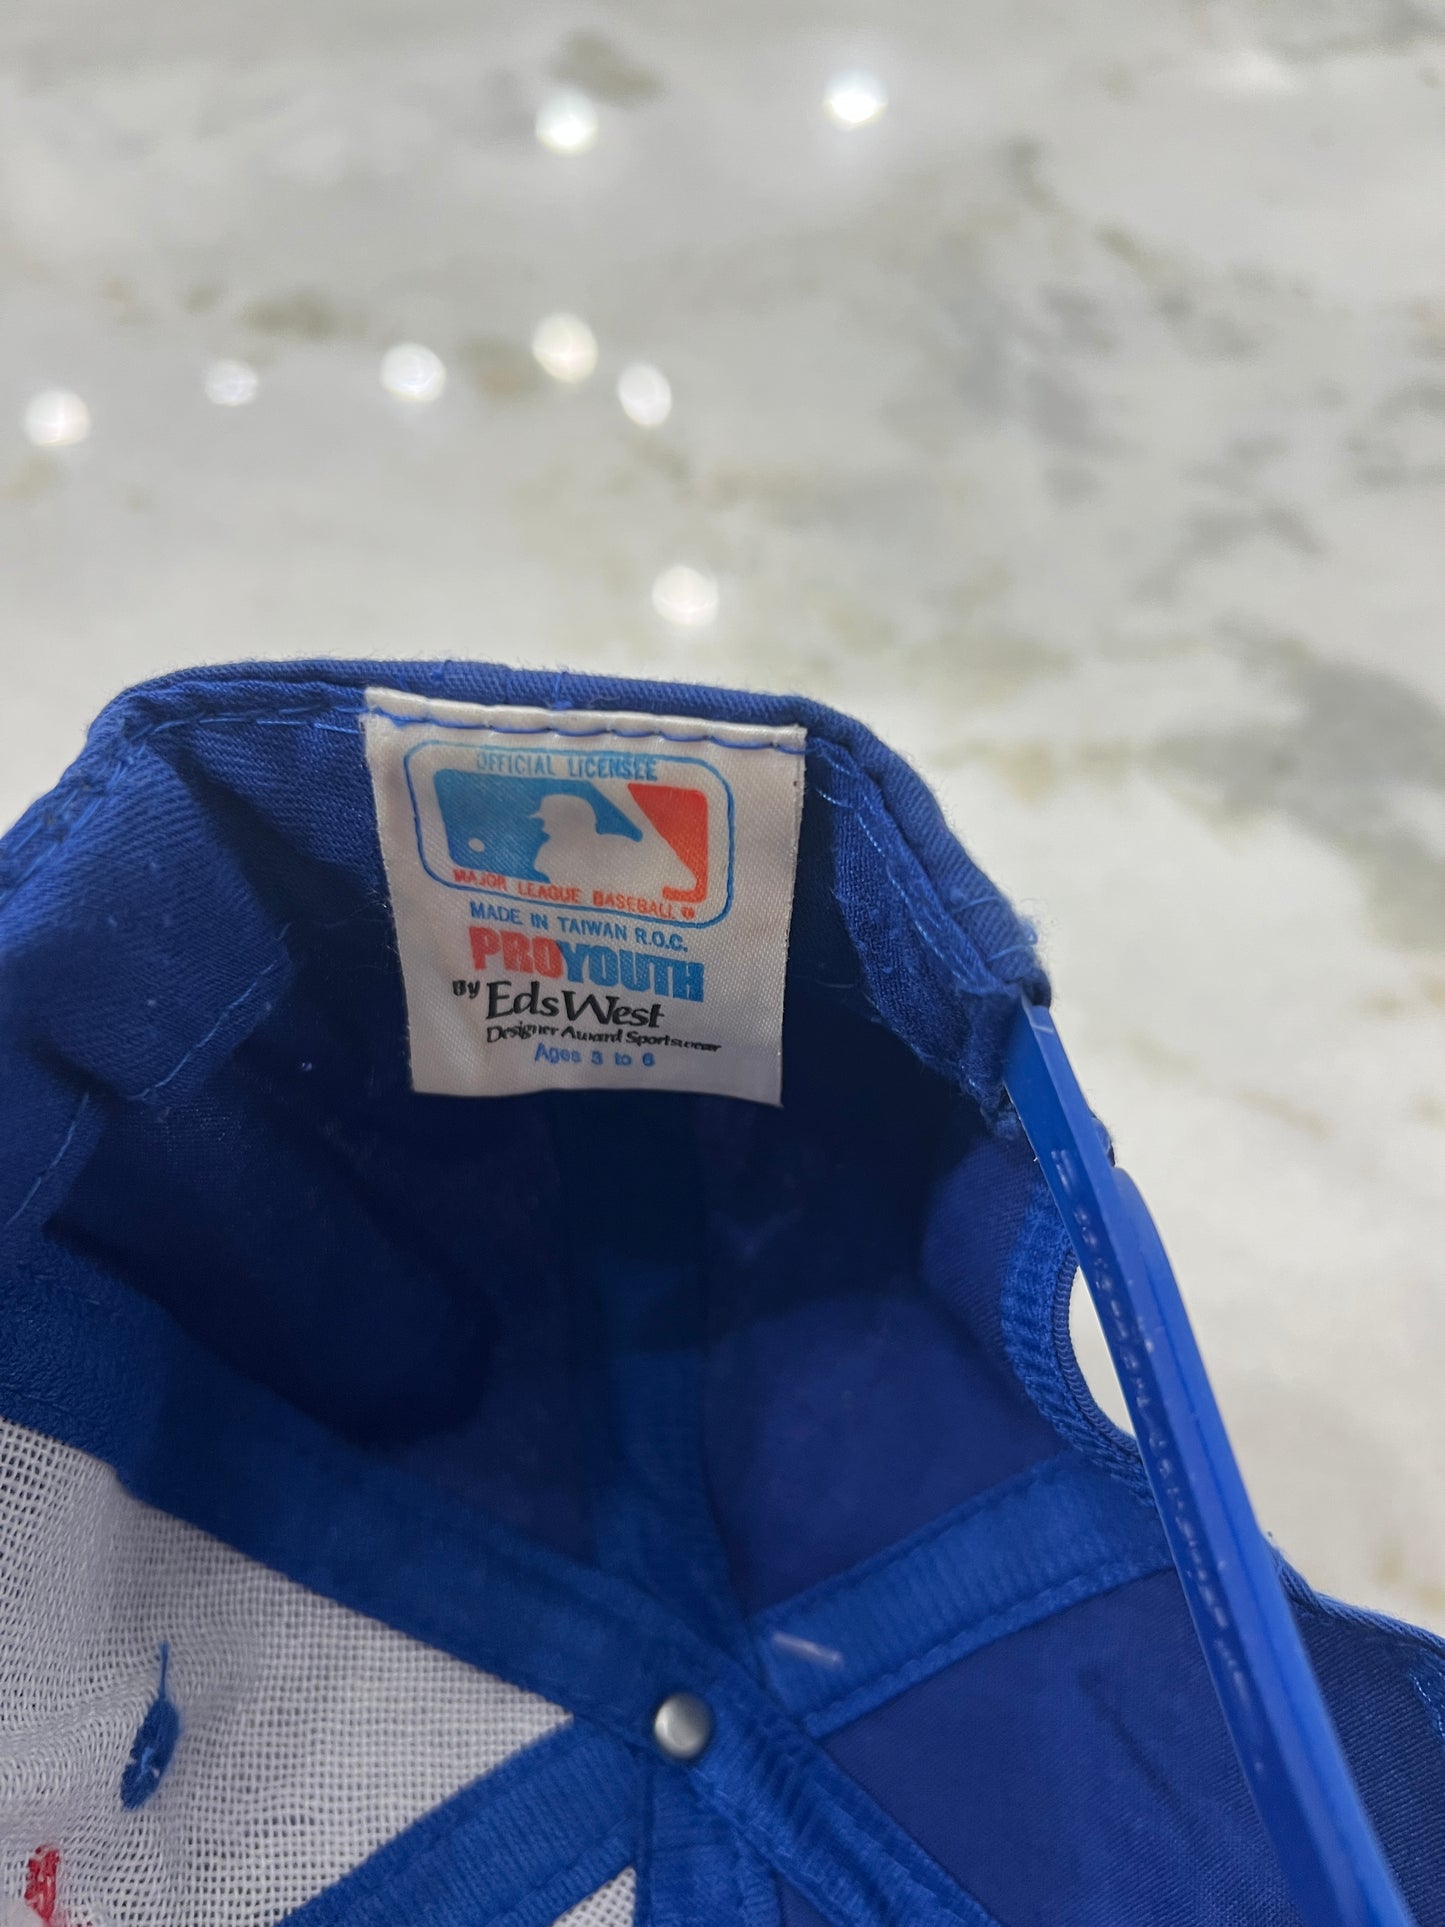 OFFICIAL LICENSEE
MAJOR LEAGUE BASEBALL
MADE IN TAIWAN R.O.C.
PROYOUTH
BY EdsWest
Designer Award Sportswear
Ages 3 to 6